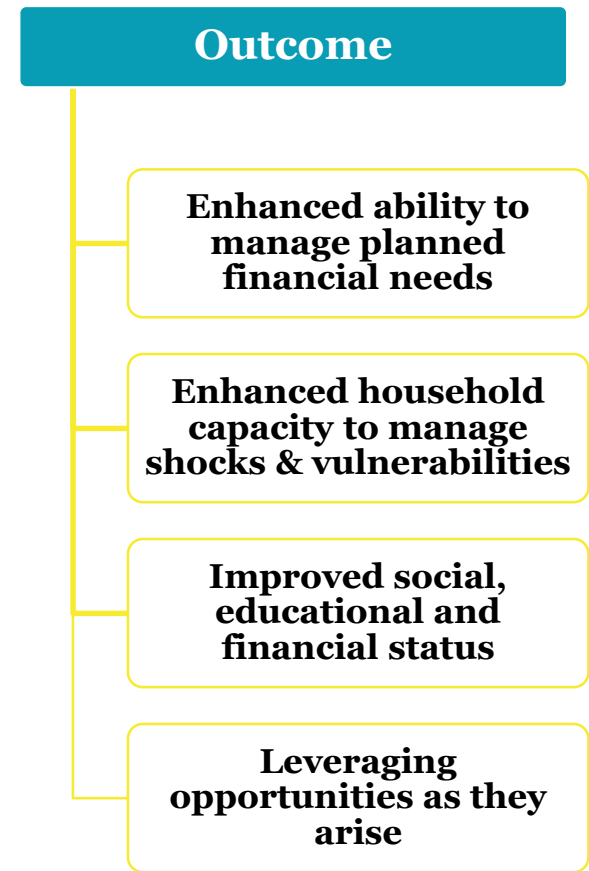 Outcome
Enhanced ability to
manage planned
financial needs
Enhanced household
capacity to manage
shocks & vulnerabilities
Improved social,
educational and
financial status
Leveraging
opportunities as they
arise